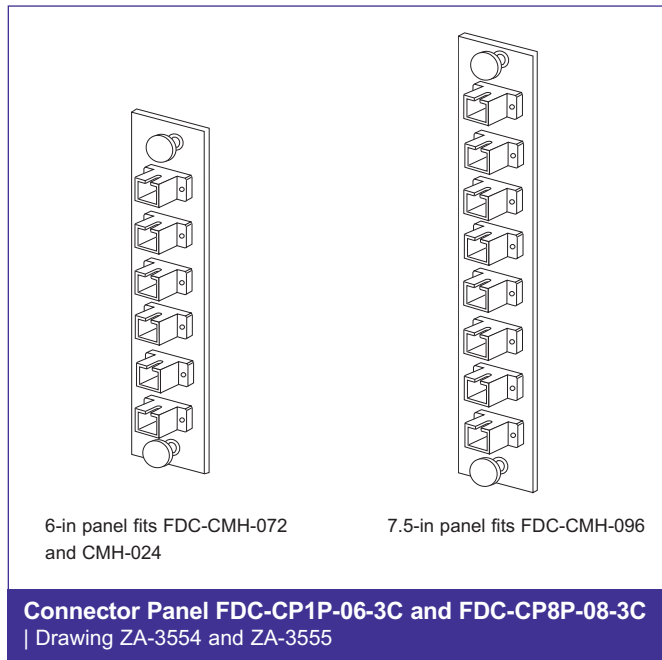 6-in panel fits FDC-CMH-072
and CMH-024
7.5-in panel fits FDC-CMH-096
Connector Panel FDC-CP1P-06-3C and FDC-CP8P-08-3C
| Drawing ZA-3554 and ZA-3555